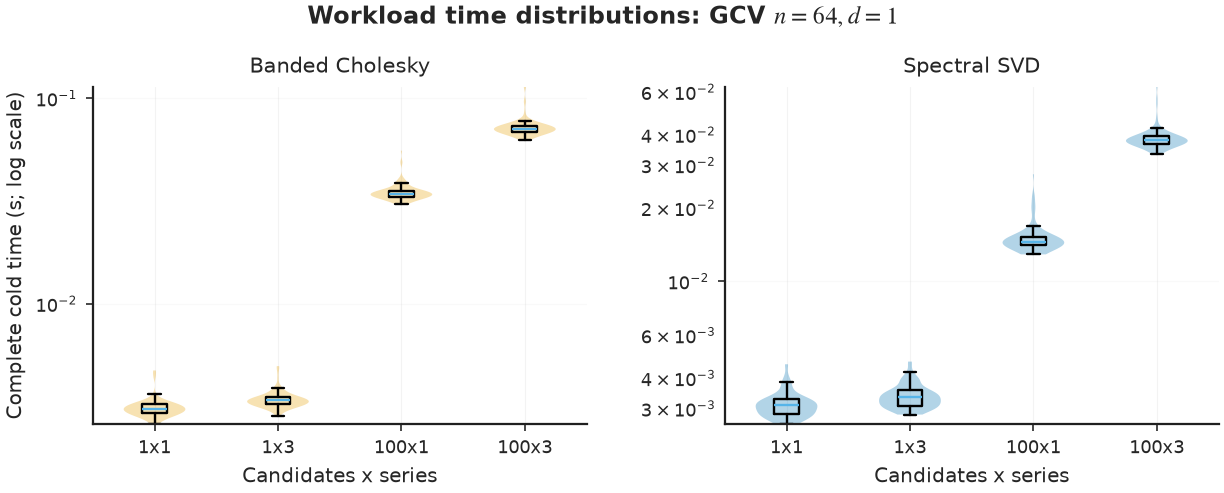 Workload time distributions: GCV n = 64, d = 1
Banded Cholesky
Complete cold time (s; log scale)
10⁻¹
10⁻²
1x1 1x3 100x1 100x3
Candidates x series
Spectral SVD
6 × 10⁻²
4 × 10⁻²
3 × 10⁻²
2 × 10⁻²
10⁻²
6 × 10⁻³
4 × 10⁻³
3 × 10⁻³
1x1 1x3 100x1 100x3
Candidates x series